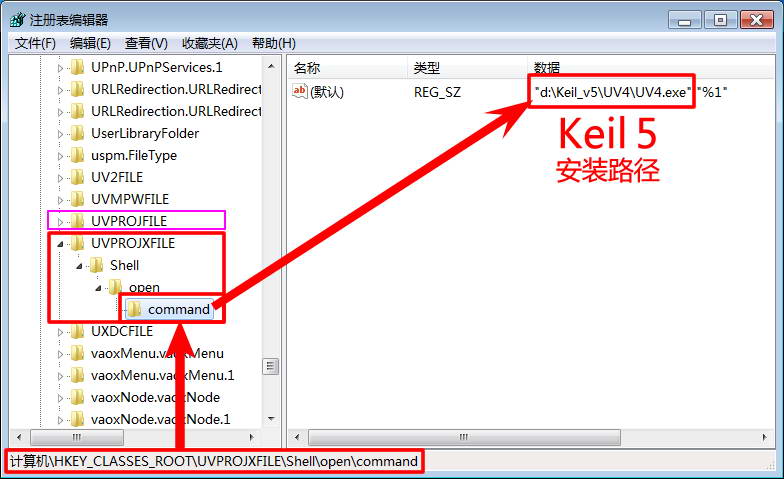 注册表编辑器
文件(F) 编辑(E) 查看(V) 收藏夹(A) 帮助(H)
UPnP.UPnPServices.1
URLRedirection.URLRedirect
URLRedirection.URLRedirect
UserLibraryFolder
uspm.FileType
UV2FILE
UVMPWFILE
UVPROJFILE
UVPROJXFILE
Shell
open
command
UXDCFILE
vaoxMenu.vaoxMenu
vaoxMenu.vaoxMenu.1
vaoxNode.vaoxNode
vaoxNode.vaoxNode.1
名称 类型 数据
ab (默认) REG_SZ "d:\Keil_v5\UV4\UV4.exe" "%1"
Keil 5
安装路径
计算机\HKEY_CLASSES_ROOT\UVPROJXFILE\Shell\open\command